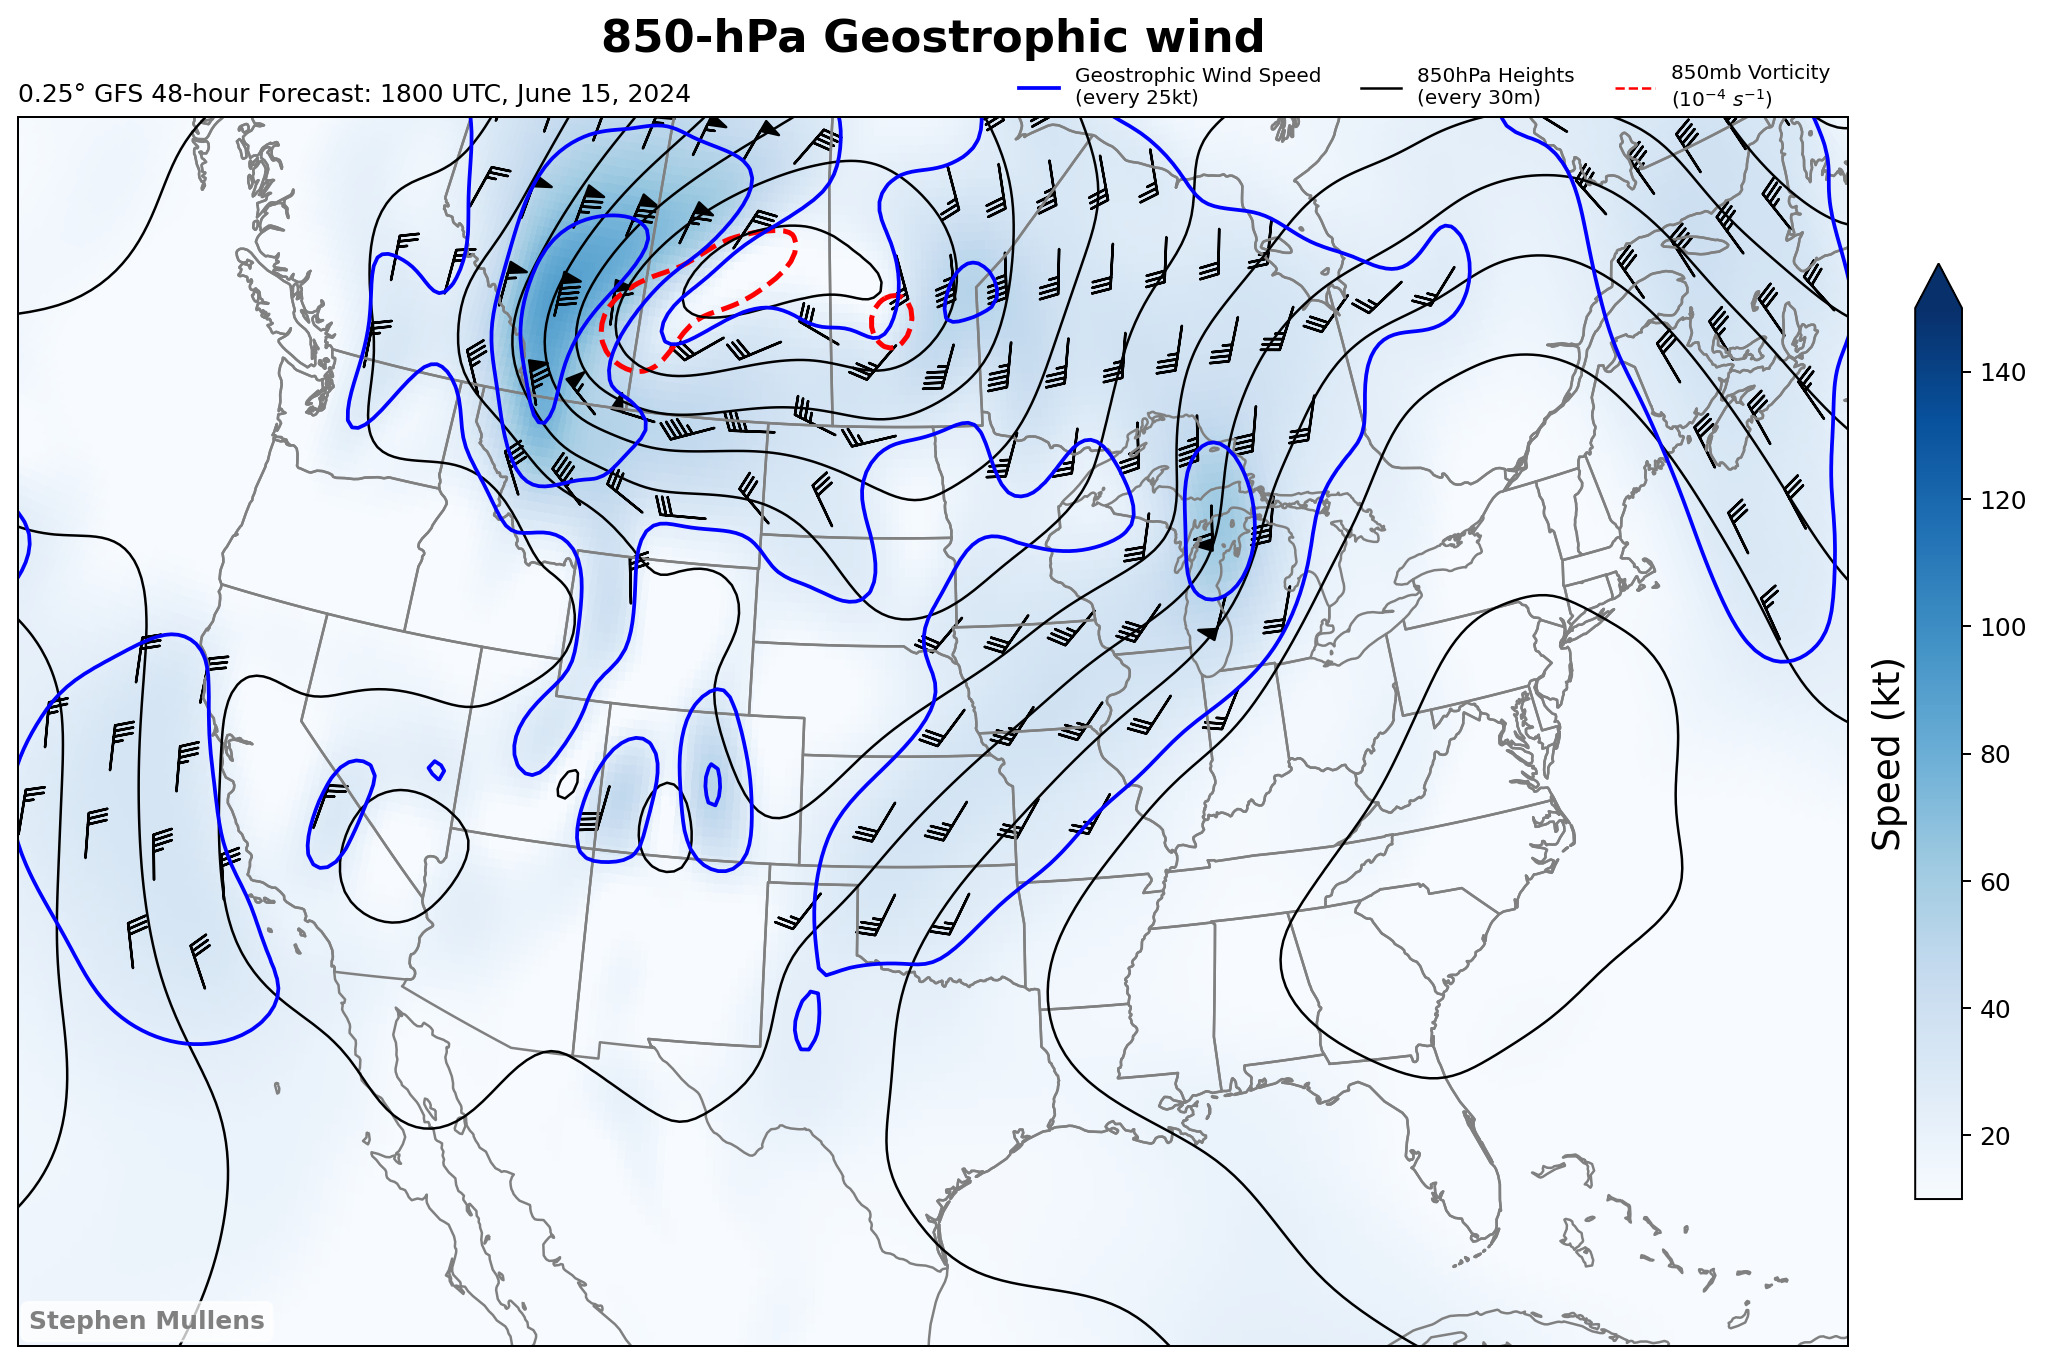 850-hPa Geostrophic wind
0.25° GFS 48-hour Forecast: 1800 UTC, June 15, 2024
Geostrophic Wind Speed
(every 25kt)
850hPa Heights
(every 30m)
850mb Vorticity
(10⁻⁴ s⁻¹)
140
120
100
80
60
40
20
Speed (kt)
Stephen Mullens